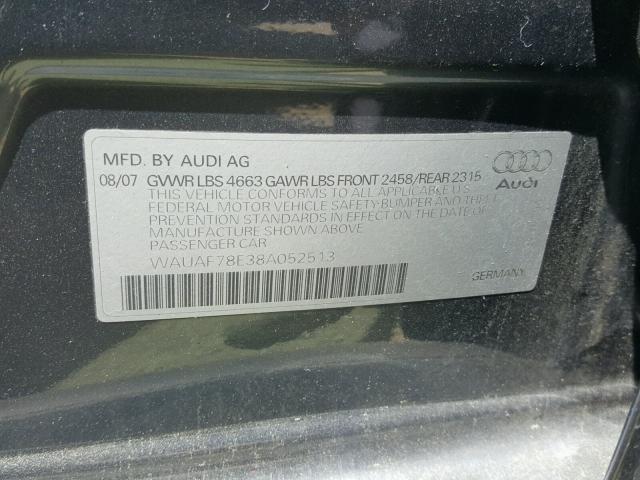 MFD. BY AUDI AG
08/07 GVWR LBS 4663 GAWR LBS FRONT 2458/REAR 2315
THIS VEHICLE CONFORMS TO ALL APPLICABLE U.S.
FEDERAL MOTOR VEHICLE SAFETY-BUMPER AND THEFT
PREVENTION STANDARDS IN EFFECT ON THE DATE OF
MANUFACTURE SHOWN ABOVE
PASSENGER CAR
WAUAF78E38A052513
Audi
GERMANY